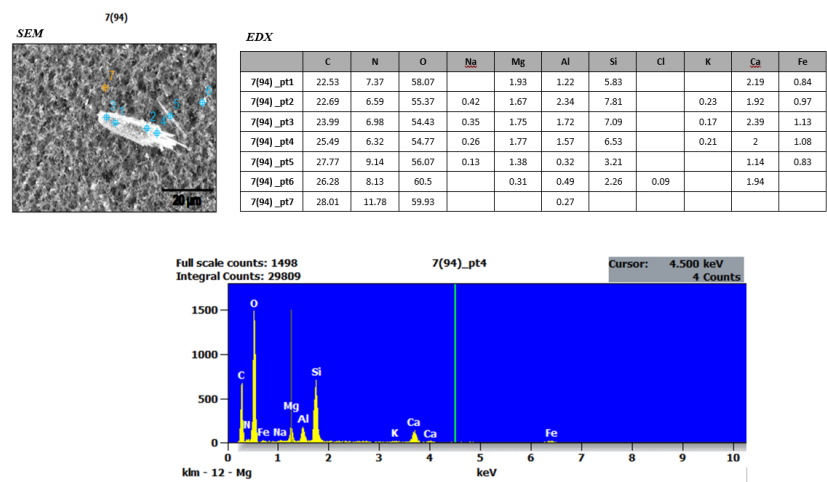 7(94)
SEM
EDX
20 µm
C N O Na Mg Al Si Cl K Ca Fe
7(94) _pt1 22.53 7.37 58.07 1.93 1.22 5.83 2.19 0.84
7(94) _pt2 22.69 6.59 55.37 0.42 1.67 2.34 7.81 0.23 1.92 0.97
7(94) _pt3 23.99 6.98 54.43 0.35 1.75 1.72 7.09 0.17 2.39 1.13
7(94) _pt4 25.49 6.32 54.77 0.26 1.77 1.57 6.53 0.21 2 1.08
7(94) _pt5 27.77 9.14 56.07 0.13 1.38 0.32 3.21 1.14 0.83
7(94) _pt6 26.28 8.13 60.5 0.31 0.49 2.26 0.09 1.94
7(94) _pt7 28.01 11.78 59.93 0.27
Full scale counts: 1498
Integral Counts: 29809
7(94)_pt4
Cursor: 4.500 keV
4 Counts
1500
1000
500
0
O
C
Si
Mg
N
Al
Fe Na
K
Ca
Ca
Fe
0 1 2 3 4 5 6 7 8 9 10
klm - 12 - Mg
keV